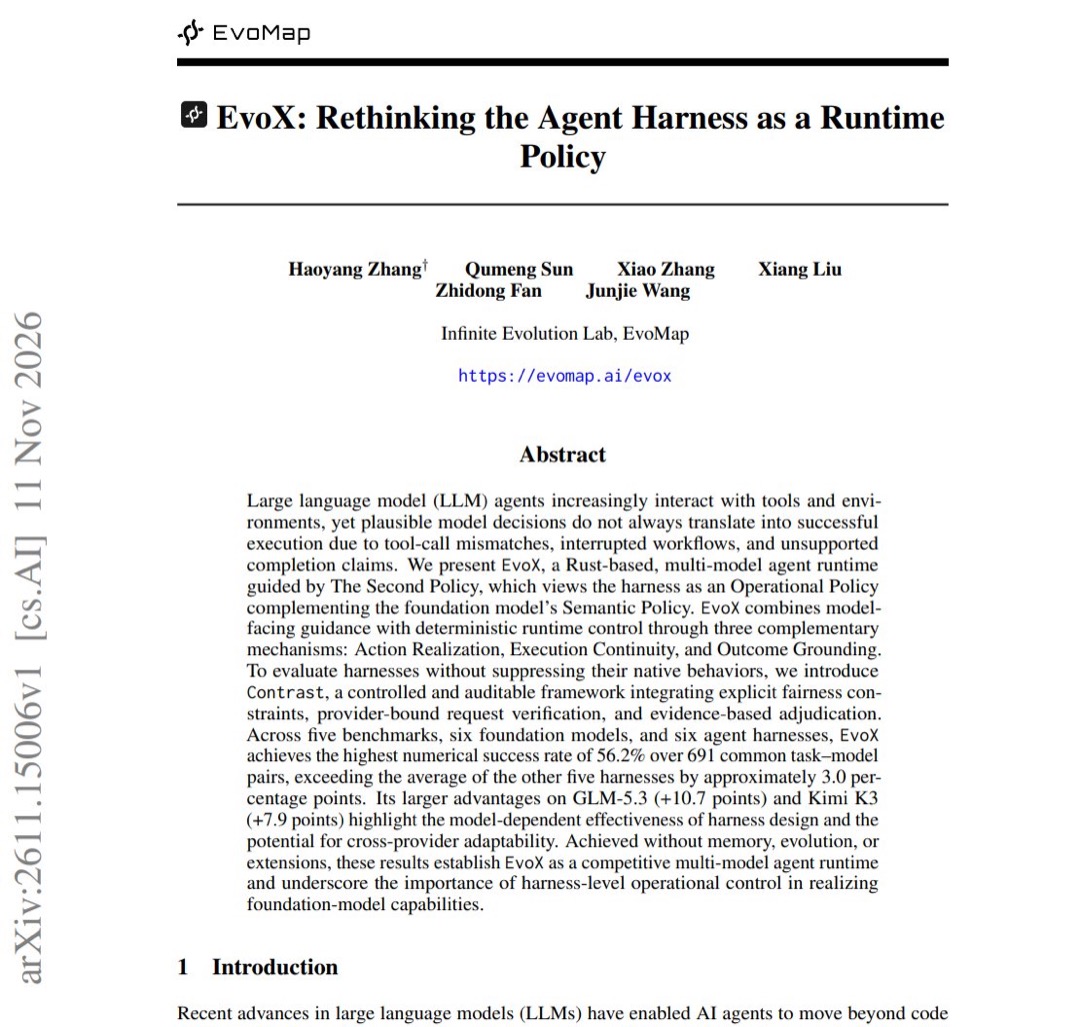 EvoMap
EvoX: Rethinking the Agent Harness as a Runtime
Policy
Haoyang Zhang† Qumeng Sun Xiao Zhang Xiang Liu
Zhidong Fan Junjie Wang
Infinite Evolution Lab, EvoMap
https://evomap.ai/evox
arXiv:2611.15006v1 [cs.AI] 11 Nov 2026
Abstract
Large language model (LLM) agents increasingly interact with tools and envi-
ronments, yet plausible model decisions do not always translate into successful
execution due to tool-call mismatches, interrupted workflows, and unsupported
completion claims. We present EvoX, a Rust-based, multi-model agent runtime
guided by The Second Policy, which views the harness as an Operational Policy
complementing the foundation model's Semantic Policy. EvoX combines model-
facing guidance with deterministic runtime control through three complementary
mechanisms: Action Realization, Execution Continuity, and Outcome Grounding.
To evaluate harnesses without suppressing their native behaviors, we introduce
Contrast, a controlled and auditable framework integrating explicit fairness con-
straints, provider-bound request verification, and evidence-based adjudication.
Across five benchmarks, six foundation models, and six agent harnesses, EvoX
achieves the highest numerical success rate of 56.2% over 691 common task–model
pairs, exceeding the average of the other five harnesses by approximately 3.0 per-
centage points. Its larger advantages on GLM-5.3 (+10.7 points) and Kimi K3
(+7.9 points) highlight the model-dependent effectiveness of harness design and the
potential for cross-provider adaptability. Achieved without memory, evolution, or
extensions, these results establish EvoX as a competitive multi-model agent runtime
and underscore the importance of harness-level operational control in realizing
foundation-model capabilities.
1 Introduction
Recent advances in large language models (LLMs) have enabled AI agents to move beyond code